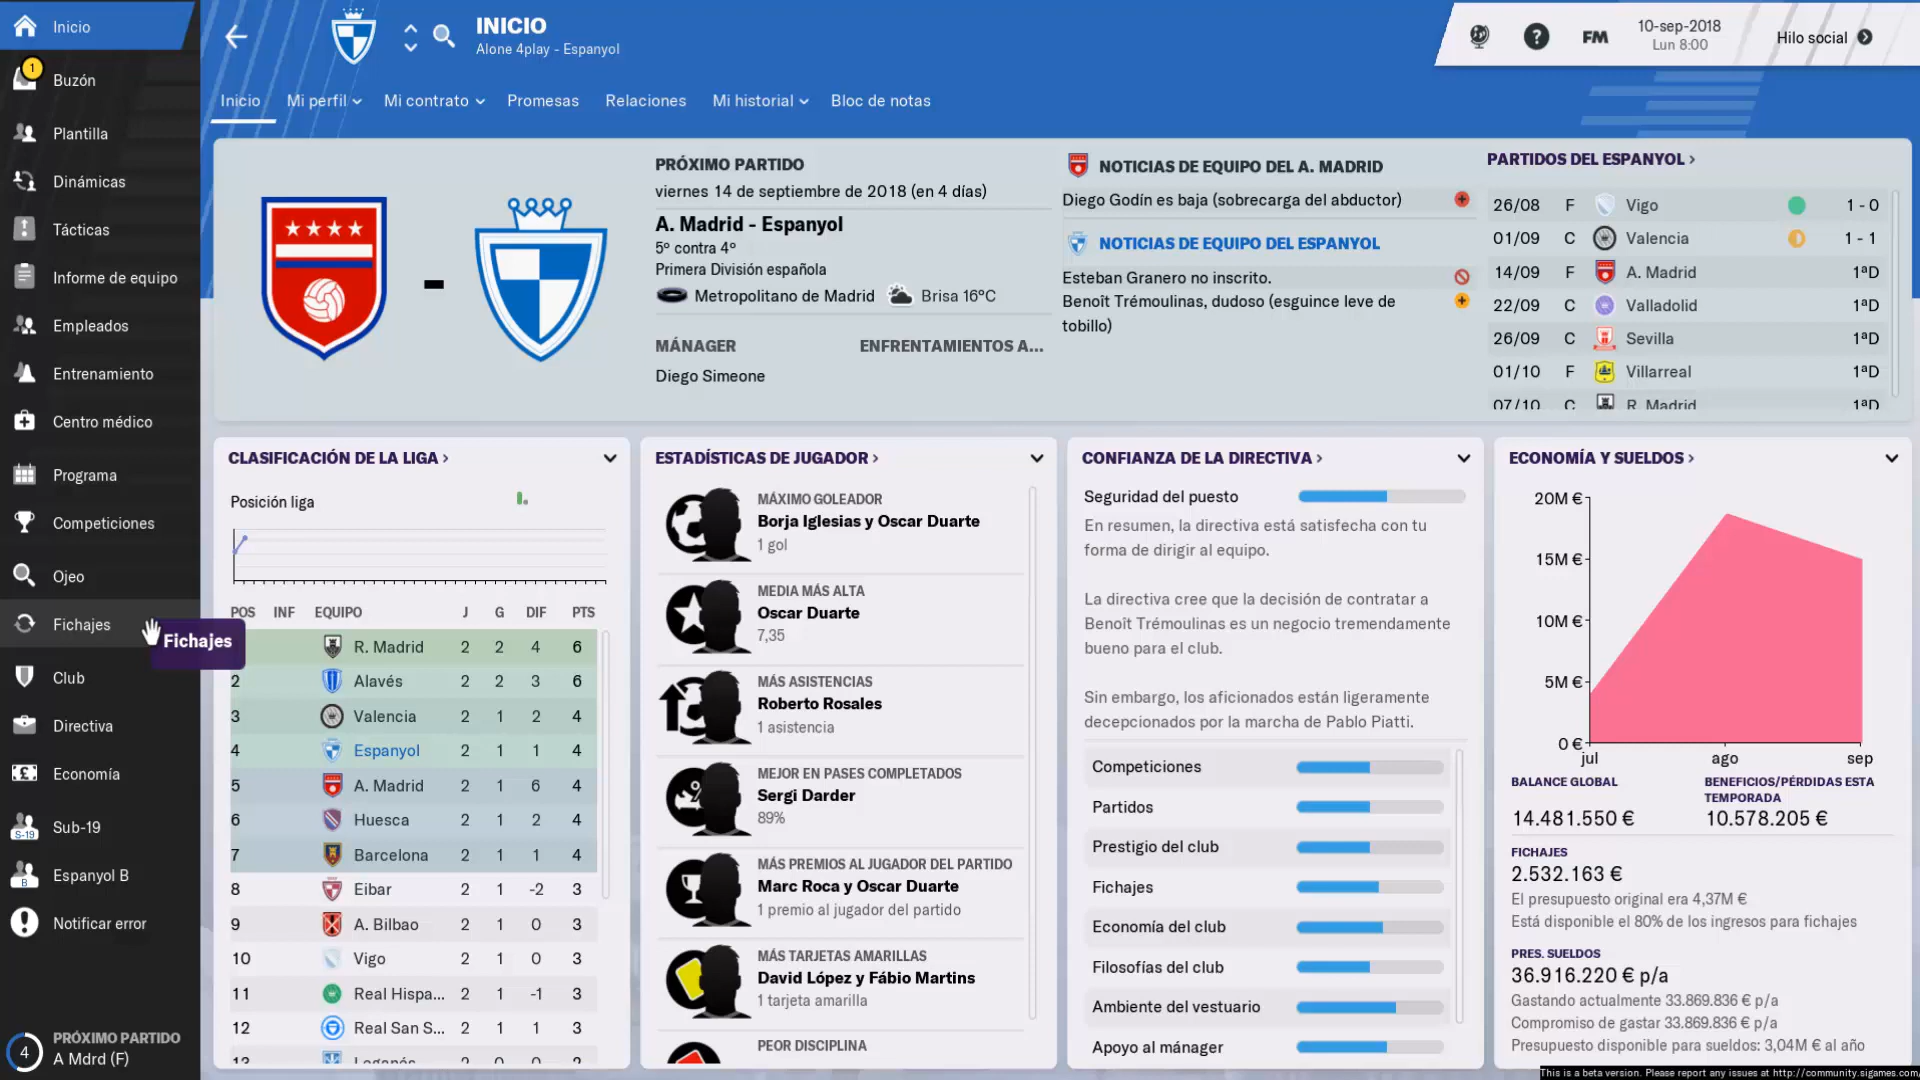 Inicio
1
Buzón
Plantilla
Dinámicas
Tácticas
Informe de equipo
Empleados
Entrenamiento
Centro médico
Programa
Competiciones
Ojeo
Fichajes
Fichajes
Club
Directiva
Economía
S-19
Sub-19
B
Espanyol B
Notificar error
4
PRÓXIMO PARTIDO
A Mdrd (F)
INICIO
Alone 4play - Espanyol
FM
10-sep-2018
Lun 8:00
Hilo social
Inicio Mi perfil Mi contrato Promesas Relaciones Mi historial Bloc de notas
-
PRÓXIMO PARTIDO
viernes 14 de septiembre de 2018 (en 4 días)
A. Madrid - Espanyol
5º contra 4º
Primera División española
Metropolitano de Madrid Brisa 16ºC
MÁNAGER ENFRENTAMIENTOS A...
Diego Simeone
NOTICIAS DE EQUIPO DEL A. MADRID
Diego Godín es baja (sobrecarga del abductor)
NOTICIAS DE EQUIPO DEL ESPANYOL
Esteban Granero no inscrito.
Benoît Trémoulinas, dudoso (esguince leve de
tobillo)
PARTIDOS DEL ESPANYOL >
26/08 F Vigo 1 - 0
01/09 C Valencia 1 - 1
14/09 F A. Madrid 1ªD
22/09 C Valladolid 1ªD
26/09 C Sevilla 1ªD
01/10 F Villarreal 1ªD
07/10 C R. Madrid 1ªD
CLASIFICACIÓN DE LA LIGA >
Posición liga
POS INF EQUIPO J G DIF PTS
R. Madrid 2 2 4 6
2 Alavés 2 2 3 6
3 Valencia 2 1 2 4
4 Espanyol 2 1 1 4
5 A. Madrid 2 1 6 4
6 Huesca 2 1 2 4
7 Barcelona 2 1 1 4
8 Eibar 2 1 -2 3
9 A. Bilbao 2 1 0 3
10 Vigo 2 1 0 3
11 Real Hispa... 2 1 -1 3
12 Real San S... 2 1 1 3
13 Leganés 2 0 0 2
ESTADÍSTICAS DE JUGADOR >
MÁXIMO GOLEADOR
Borja Iglesias y Oscar Duarte
1 gol
MEDIA MÁS ALTA
Oscar Duarte
7,35
MÁS ASISTENCIAS
Roberto Rosales
1 asistencia
MEJOR EN PASES COMPLETADOS
Sergi Darder
89%
MÁS PREMIOS AL JUGADOR DEL PARTIDO
Marc Roca y Oscar Duarte
1 premio al jugador del partido
MÁS TARJETAS AMARILLAS
David López y Fábio Martins
1 tarjeta amarilla
PEOR DISCIPLINA
CONFIANZA DE LA DIRECTIVA >
Seguridad del puesto
En resumen, la directiva está satisfecha con tu
forma de dirigir al equipo.
La directiva cree que la decisión de contratar a
Benoît Trémoulinas es un negocio tremendamente
bueno para el club.
Sin embargo, los aficionados están ligeramente
decepcionados por la marcha de Pablo Piatti.
Competiciones
Partidos
Prestigio del club
Fichajes
Economía del club
Filosofías del club
Ambiente del vestuario
Apoyo al mánager
ECONOMÍA Y SUELDOS >
20M €
15M €
10M €
5M €
0 €
jul ago sep
BALANCE GLOBAL
14.481.550 €
BENEFICIOS/PÉRDIDAS ESTA
TEMPORADA
10.578.205 €
FICHAJES
2.532.163 €
El presupuesto original era 4,37M €
Está disponible el 80% de los ingresos para fichajes
PRES. SUELDOS
36.916.220 € p/a
Gastando actualmente 33.869.836 € p/a
Compromiso de gastar 33.869.836 € p/a
Presupuesto disponible para sueldos: 3,04M € al año
This is a beta version. Please report any issues at http://community.sigames.com/